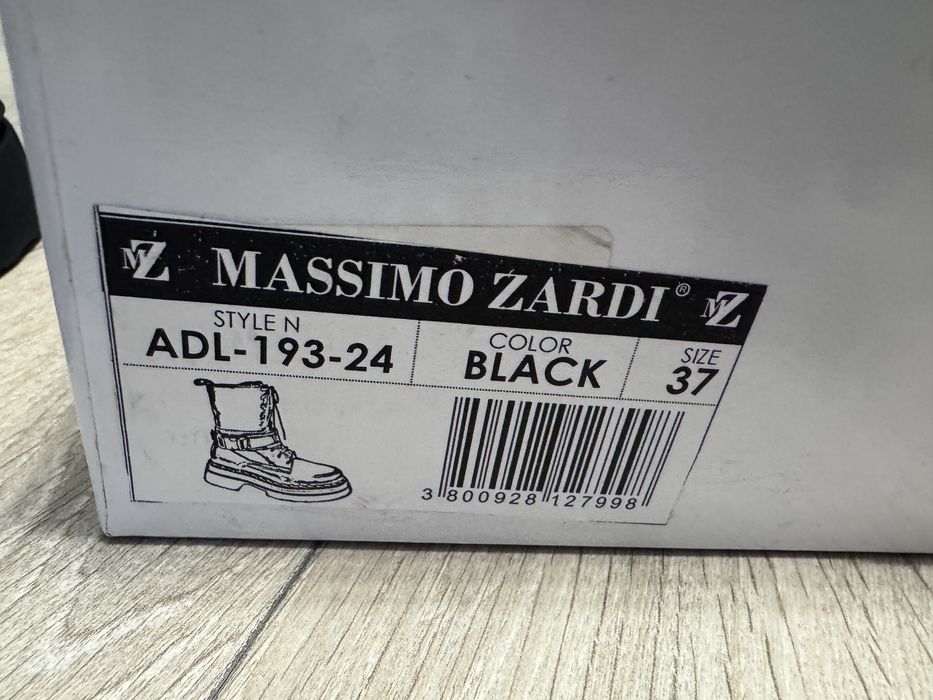 MZ MASSIMO ZARDI® MZ
STYLE N COLOR SIZE
ADL-193-24 BLACK 37
3 800928 127998